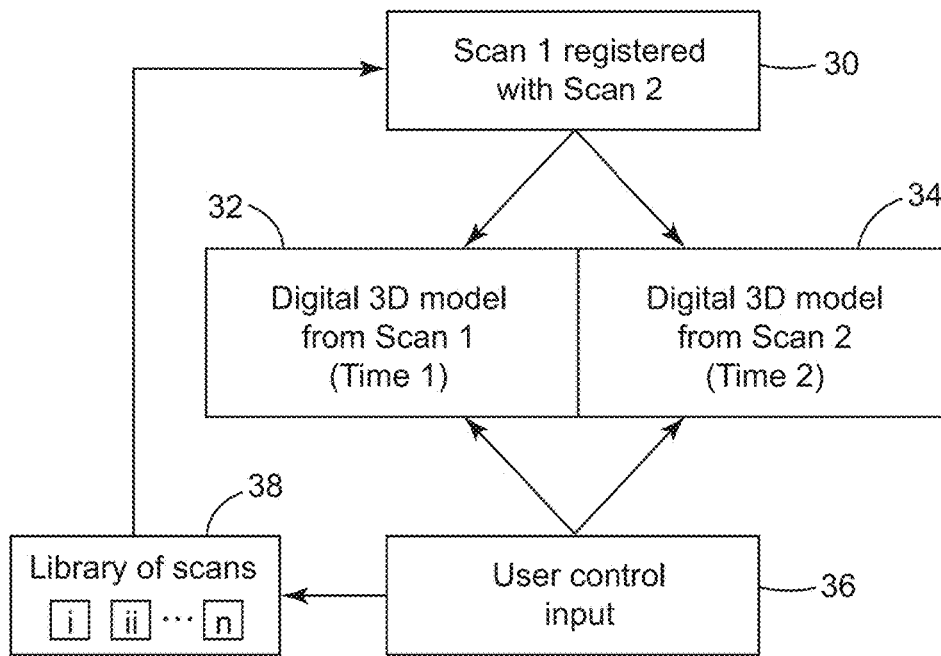 Scan 1 registered
with Scan 2
30
32
34
Digital 3D model
from Scan 1
(Time 1)
Digital 3D model
from Scan 2
(Time 2)
38
Library of scans
i ii ... n
User control
input
36